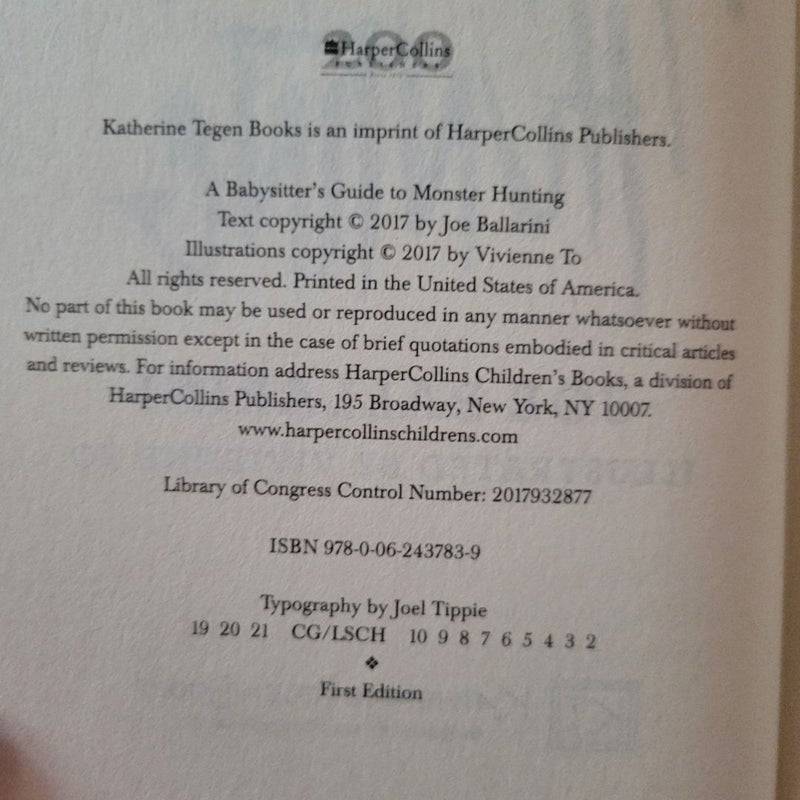 200
HarperCollins
PUBLISHERS
Katherine Tegen Books is an imprint of HarperCollins Publishers.
A Babysitter's Guide to Monster Hunting
Text copyright © 2017 by Joe Ballarini
Illustrations copyright © 2017 by Vivienne To
All rights reserved. Printed in the United States of America.
No part of this book may be used or reproduced in any manner whatsoever without
written permission except in the case of brief quotations embodied in critical articles
and reviews. For information address HarperCollins Children's Books, a division of
HarperCollins Publishers, 195 Broadway, New York, NY 10007.
www.harpercollinschildrens.com
Library of Congress Control Number: 2017932877
ISBN 978-0-06-243783-9
Typography by Joel Tippie
19 20 21 CG/LSCH 10 9 8 7 6 5 4 3 2
❖
First Edition